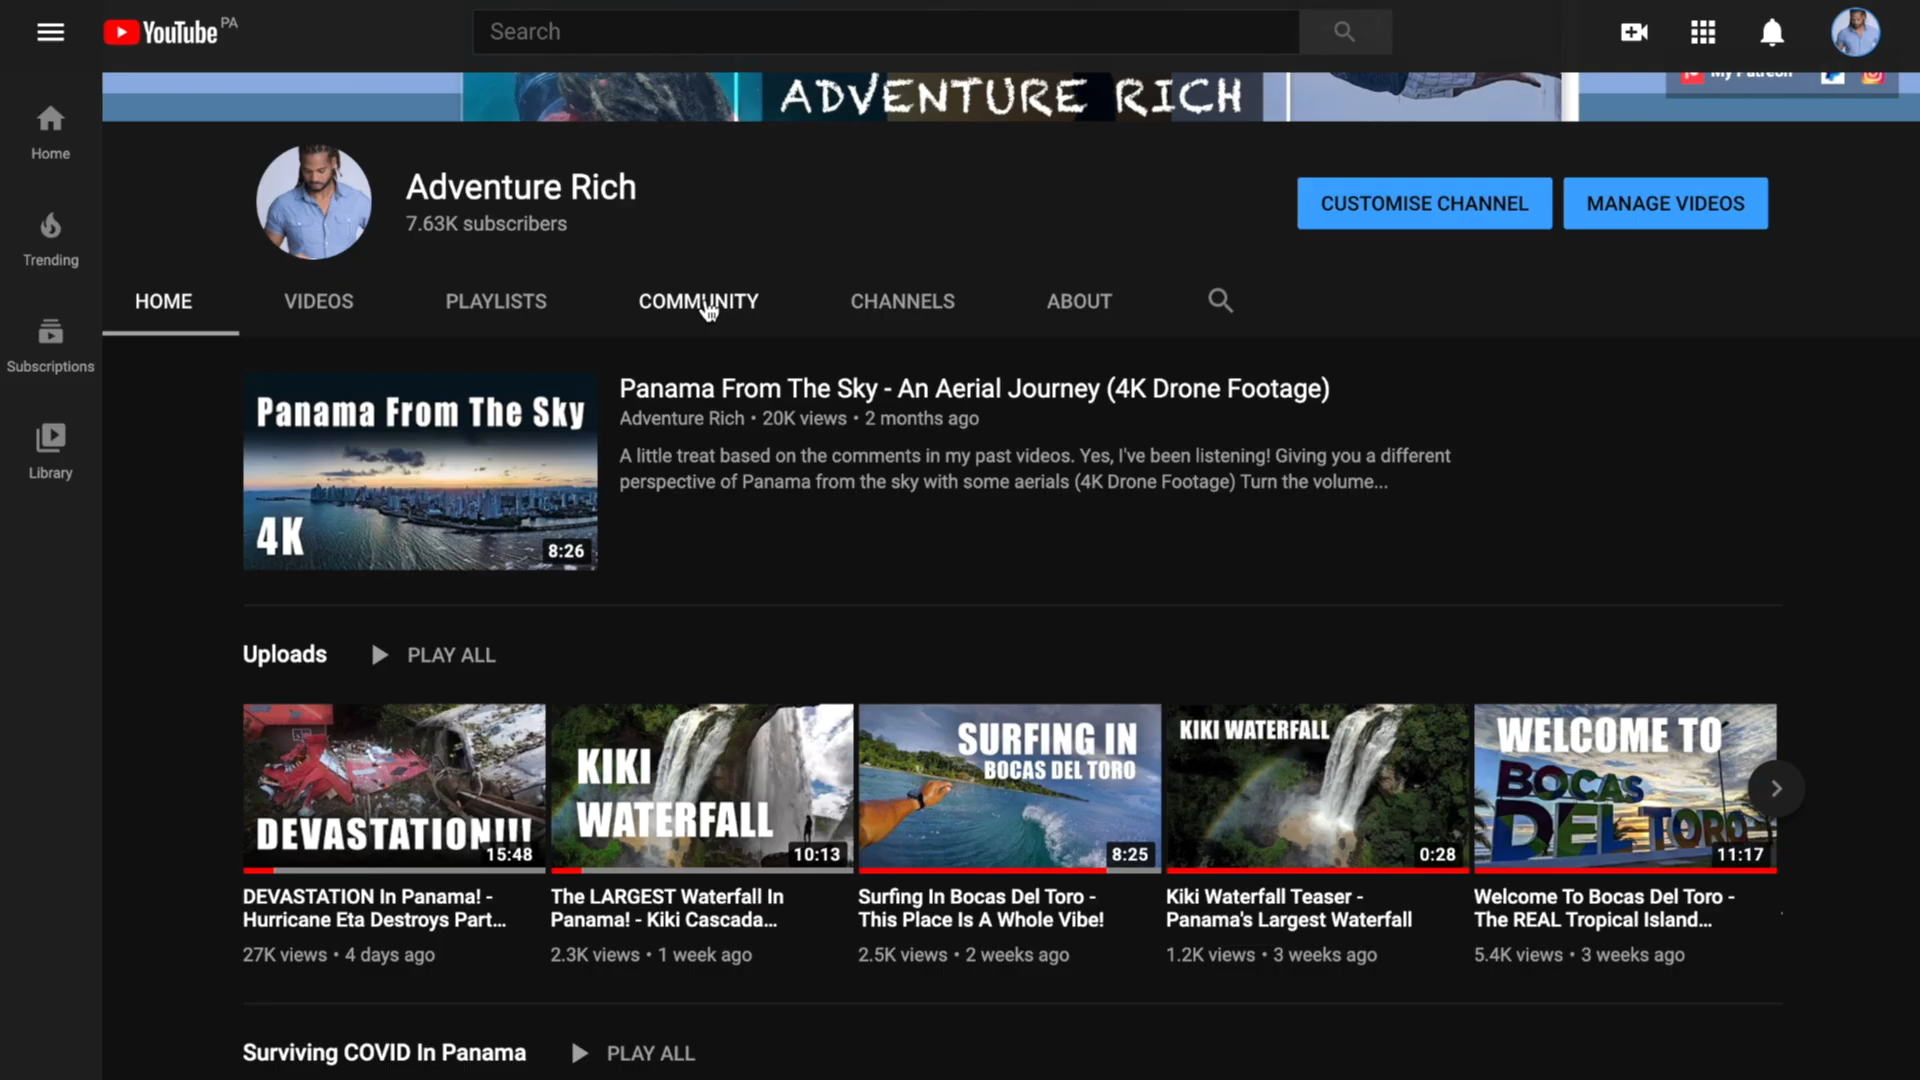 YouTube PA
Search
ADVENTURE RICH
My Patreon
Home
Trending
Subscriptions
Library
Adventure Rich
7.63K subscribers
CUSTOMISE CHANNEL
MANAGE VIDEOS
HOME
VIDEOS
PLAYLISTS
COMMUNITY
CHANNELS
ABOUT
Panama From The Sky
4K
8:26
Panama From The Sky - An Aerial Journey (4K Drone Footage)
Adventure Rich • 20K views • 2 months ago
A little treat based on the comments in my past videos. Yes, I've been listening! Giving you a different
perspective of Panama from the sky with some aerials (4K Drone Footage) Turn the volume...
Uploads
PLAY ALL
DEVASTATION!!!
15:48
DEVASTATION In Panama! -
Hurricane Eta Destroys Part...
27K views • 4 days ago
KIKI
WATERFALL
10:13
The LARGEST Waterfall In
Panama! - Kiki Cascada...
2.3K views • 1 week ago
SURFING IN
BOCAS DEL TORO
8:25
Surfing In Bocas Del Toro -
This Place Is A Whole Vibe!
2.5K views • 2 weeks ago
KIKI WATERFALL
0:28
Kiki Waterfall Teaser -
Panama's Largest Waterfall
1.2K views • 3 weeks ago
WELCOME TO
BOCAS
DEL TORO
11:17
Welcome To Bocas Del Toro -
The REAL Tropical Island...
5.4K views • 3 weeks ago
Surviving COVID In Panama
PLAY ALL